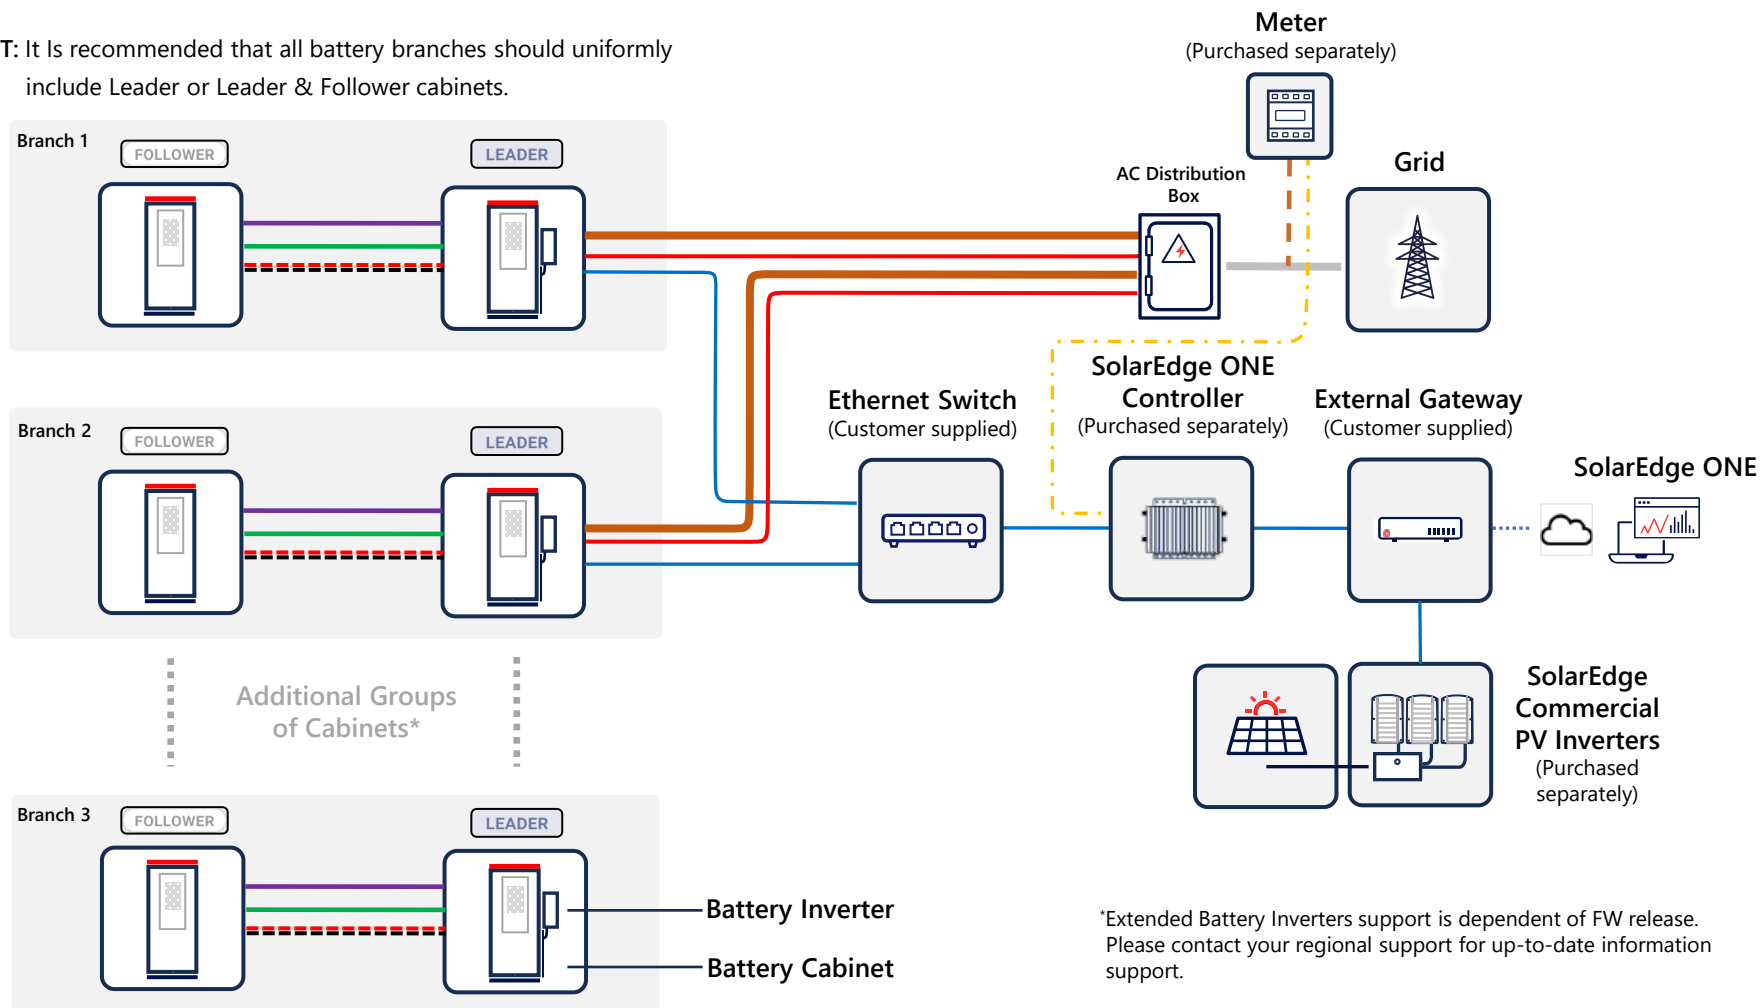 T: It Is recommended that all battery branches should uniformly
include Leader or Leader & Follower cabinets.
Meter
(Purchased separately)
Branch 1
FOLLOWER
LEADER
AC Distribution
Box
Grid
SolarEdge ONE
Controller
(Purchased separately)
Ethernet Switch
(Customer supplied)
External Gateway
(Customer supplied)
SolarEdge ONE
Branch 2
FOLLOWER
LEADER
Additional Groups
of Cabinets*
SolarEdge
Commercial
PV Inverters
(Purchased
separately)
Branch 3
FOLLOWER
LEADER
Battery Inverter
Battery Cabinet
*Extended Battery Inverters support is dependent of FW release.
Please contact your regional support for up-to-date information
support.